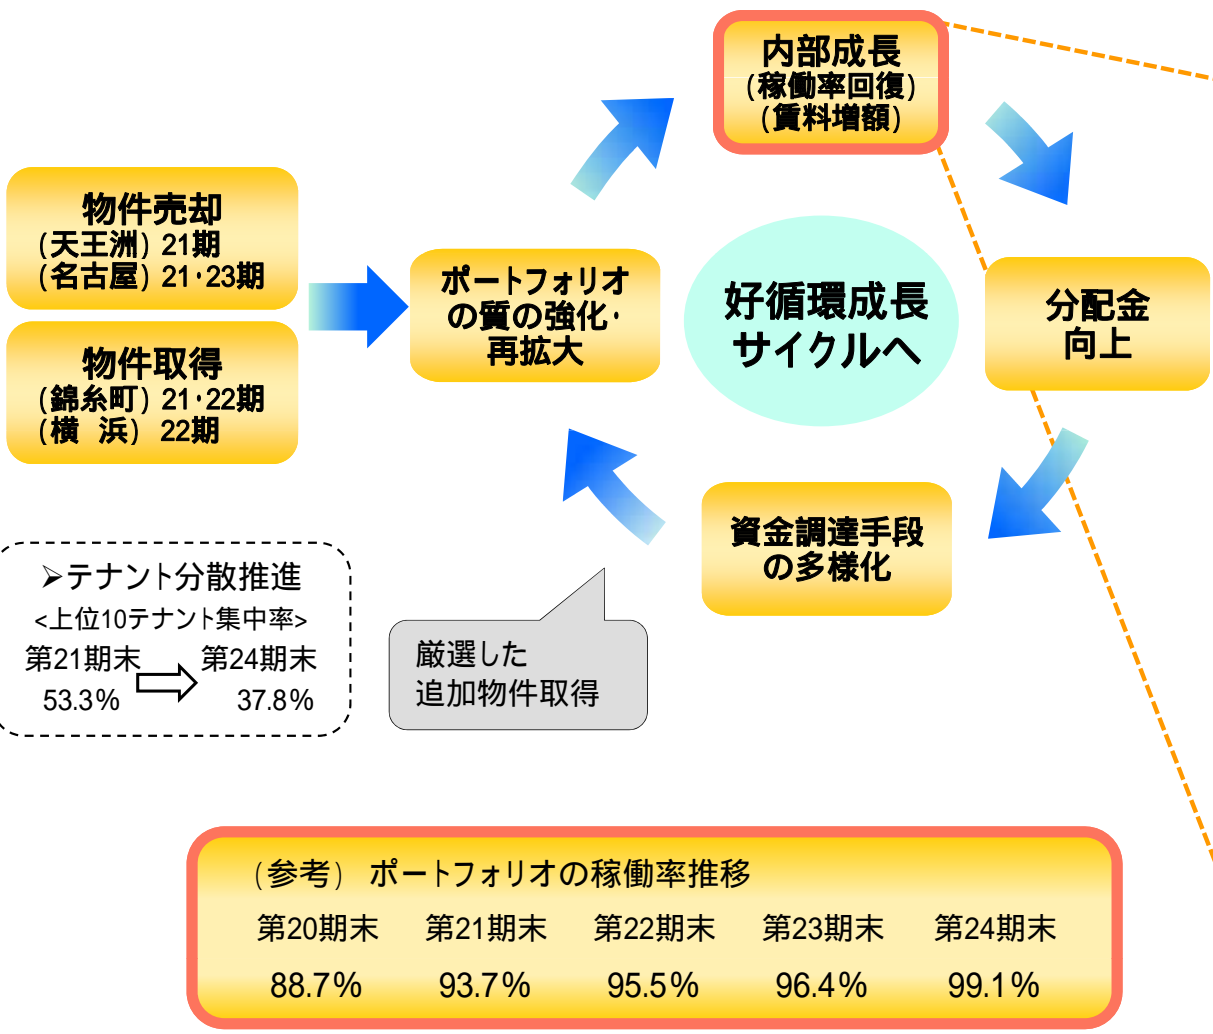 内部成長
(稼働率回復)
(賃料増額)
物件売却
(天王洲) 21期
(名古屋) 21・23期
物件取得
(錦糸町) 21・22期
(横 浜) 22期
ポートフォリオ
の質の強化・
再拡大
好循環成長
サイクルへ
分配金
向上
資金調達手段
の多様化
厳選した
追加物件取得
➢テナント分散推進
<上位10テナント集中率>
第21期末 第24期末
53.3% 37.8%
(参考) ポートフォリオの稼働率推移
第20期末 第21期末 第22期末 第23期末 第24期末
88.7% 93.7% 95.5% 96.4% 99.1%